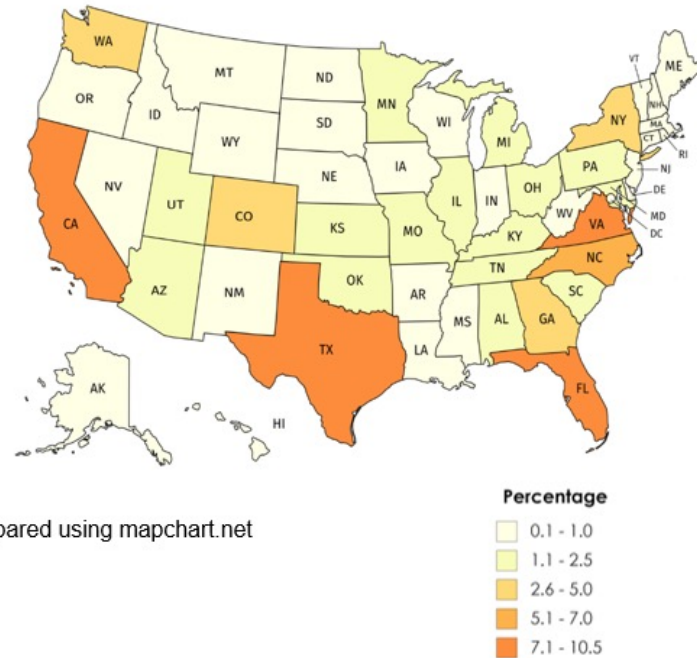 WA
MT
ND
MN
VT
ME
OR
ID
SD
WI
MI
NY
NH
MA
CT
RI
WY
IA
PA
NJ
NV
NE
IL
IN
OH
DE
MD
DC
UT
CO
KS
MO
KY
WV
VA
CA
NC
TN
AZ
NM
OK
AR
SC
MS
AL
GA
TX
LA
FL
AK
HI
pared using mapchart.net
Percentage
0.1 - 1.0
1.1 - 2.5
2.6 - 5.0
5.1 - 7.0
7.1 - 10.5